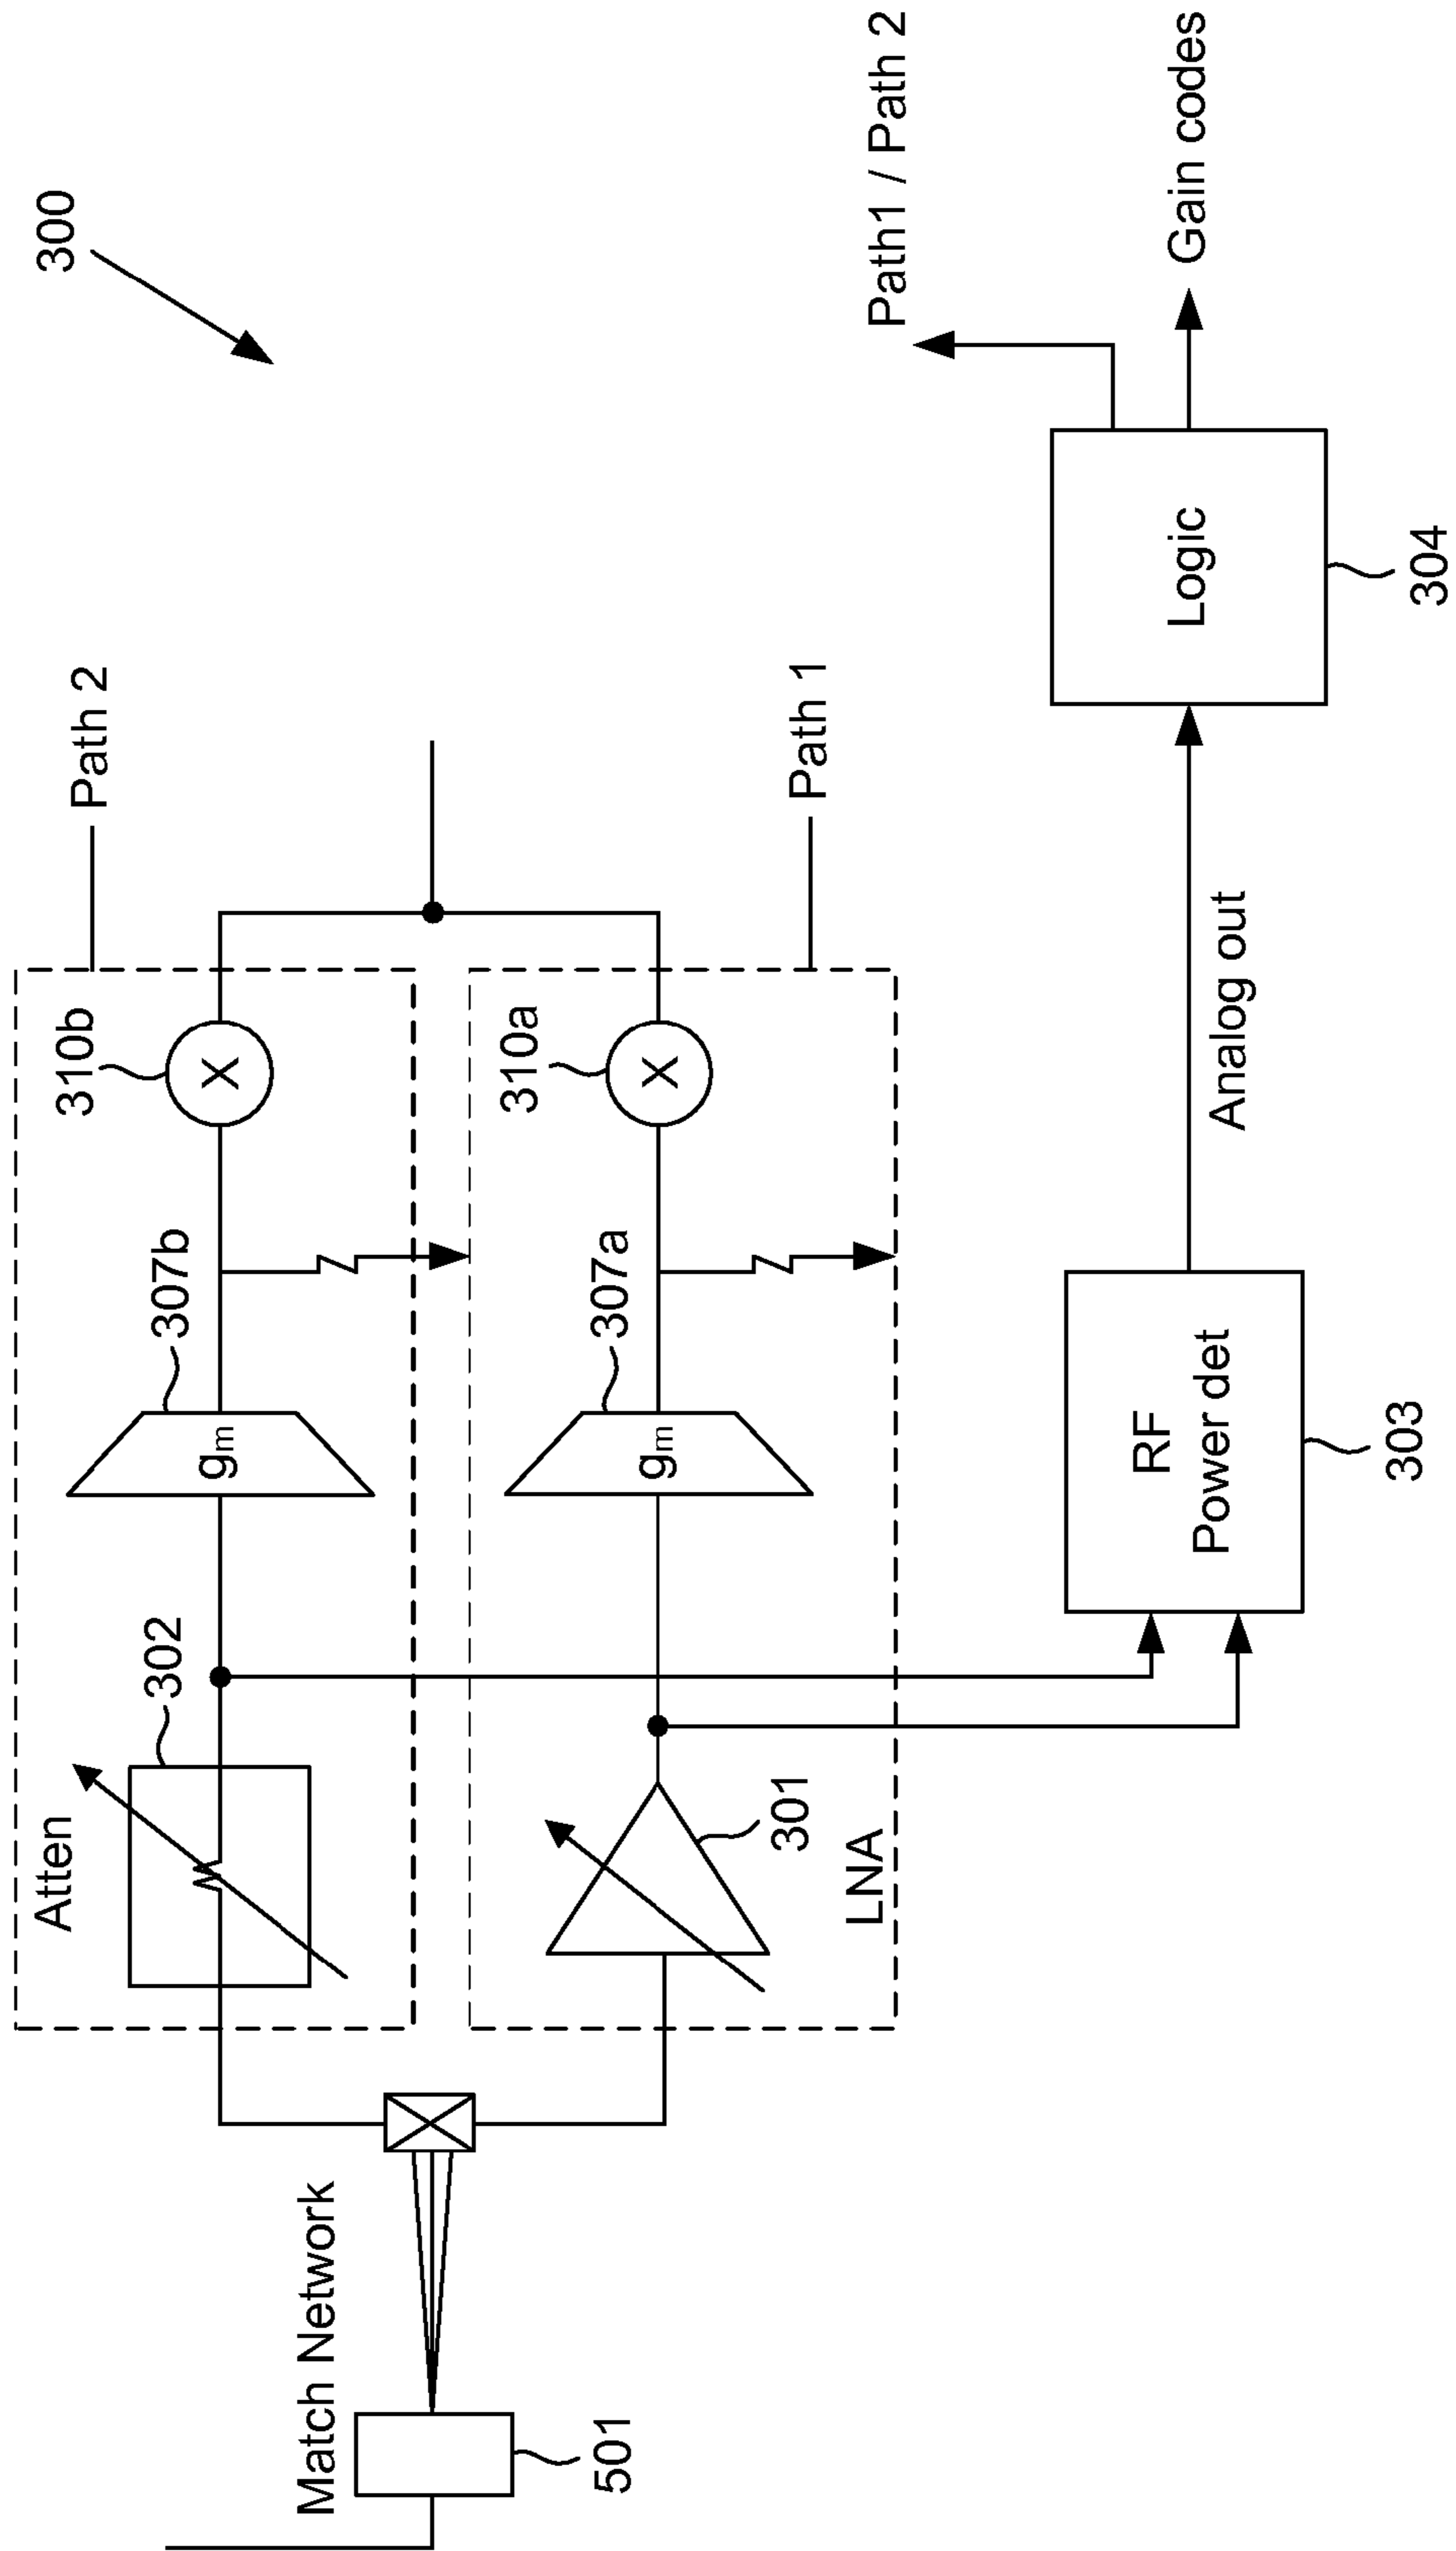 300
Path 2
Path 1
Atten
302
307b
gm
310b
Match Network
501
LNA
301
307a
gm
310a
X
X
RF
Power det
303
Analog out
Logic
304
Path1 / Path 2
Gain codes